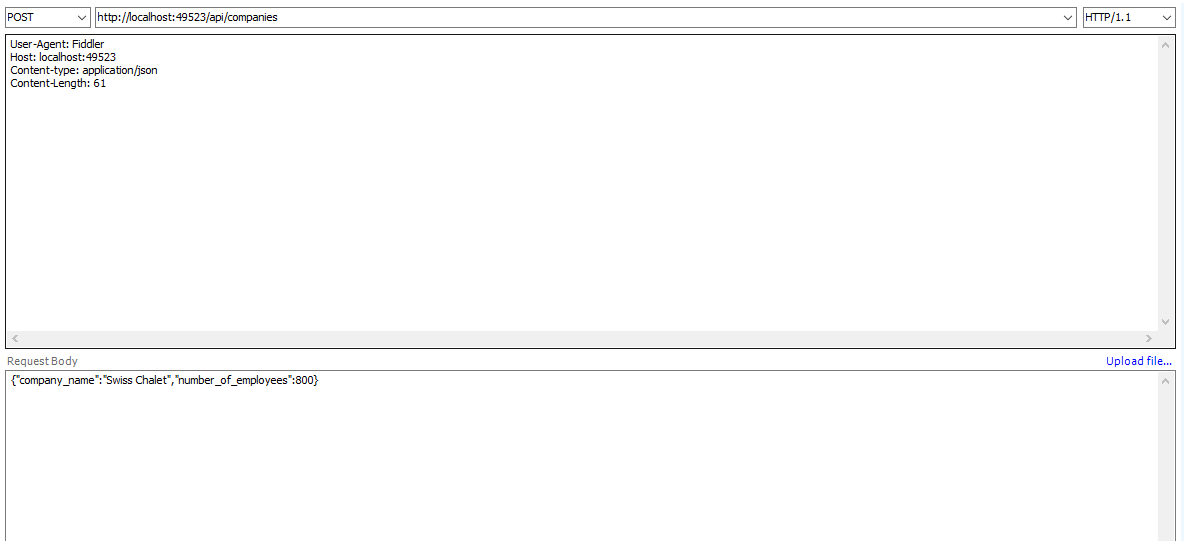 POST http://localhost:49523/api/companies HTTP/1.1
User-Agent: Fiddler
Host: localhost:49523
Content-type: application/json
Content-Length: 61
Request Body Upload file...
{"company_name":"Swiss Chalet","number_of_employees":800}